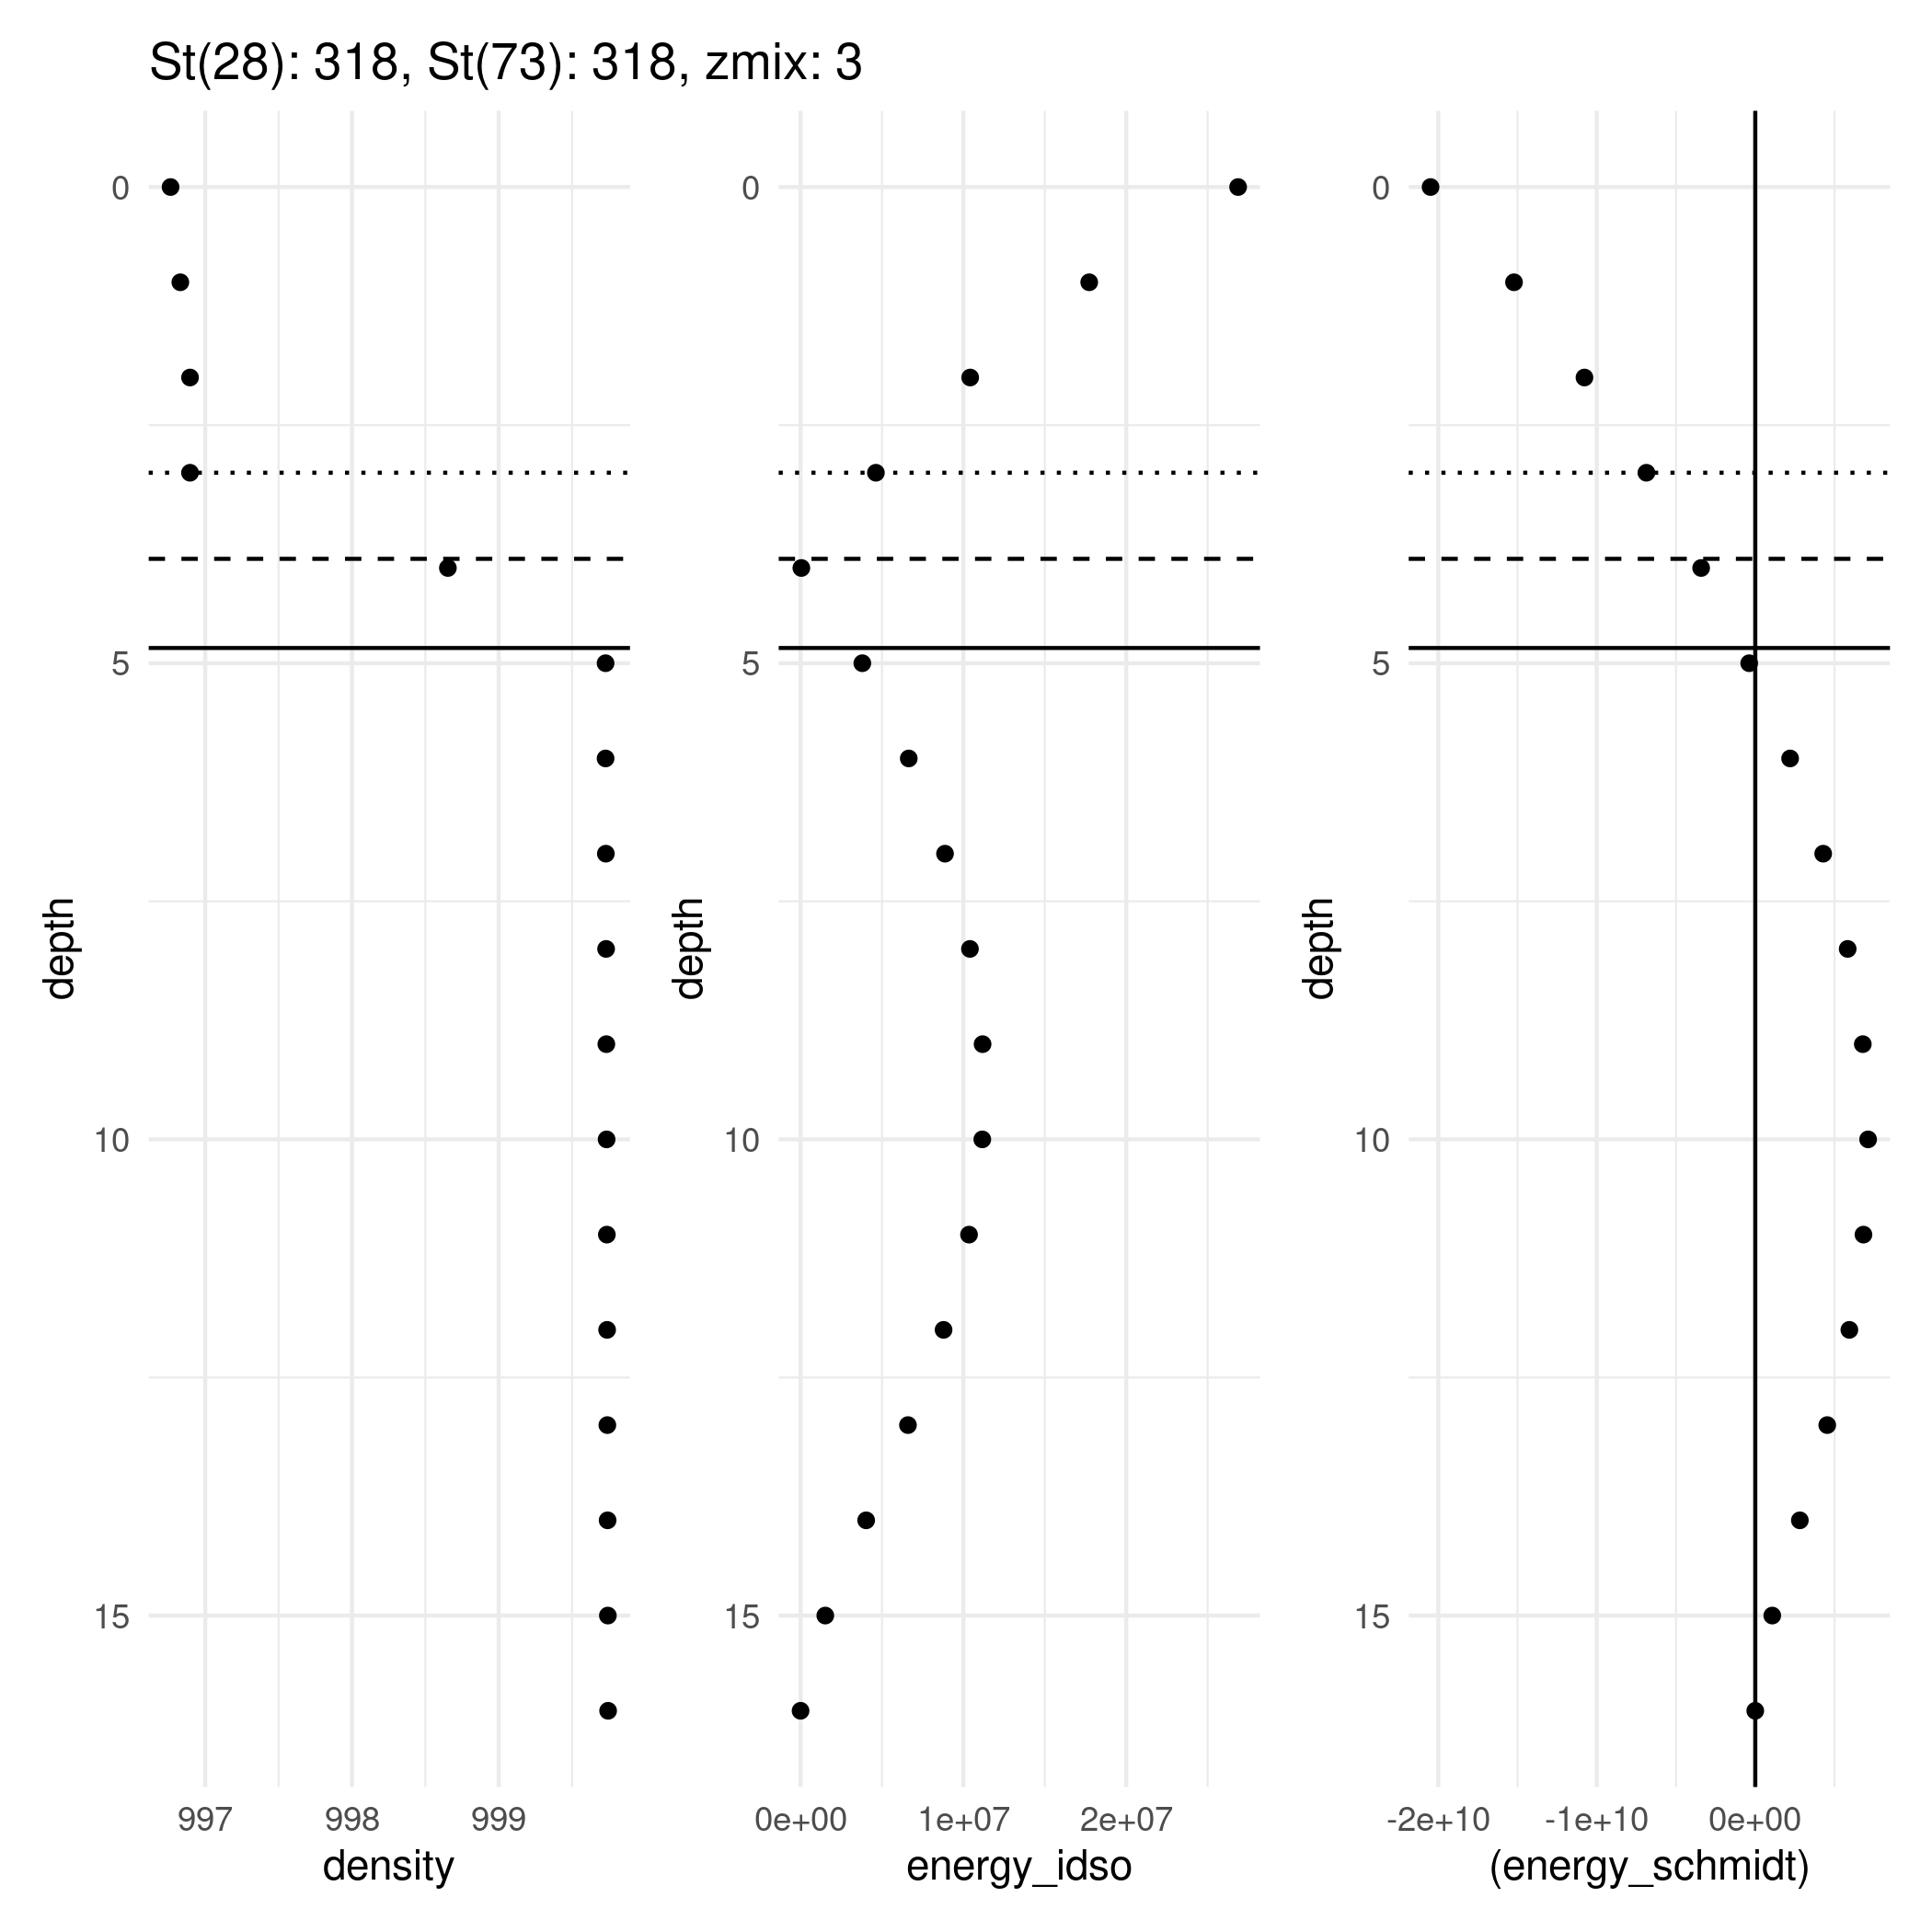 St(28): 318, St(73): 318, zmix: 3
0
5
10
15
depth
997 998 999
density
0
5
10
15
depth
0e+00 1e+07 2e+07
energy_idso
0
5
10
15
depth
-2e+10 -1e+10 0e+00
(energy_schmidt)